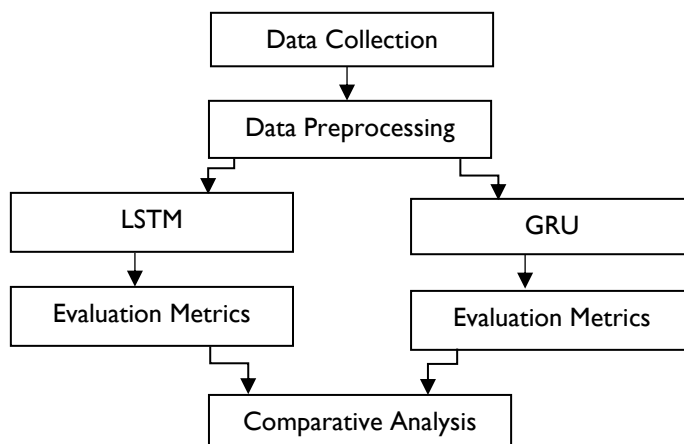 Data Collection
Data Preprocessing
LSTM
GRU
Evaluation Metrics
Evaluation Metrics
Comparative Analysis